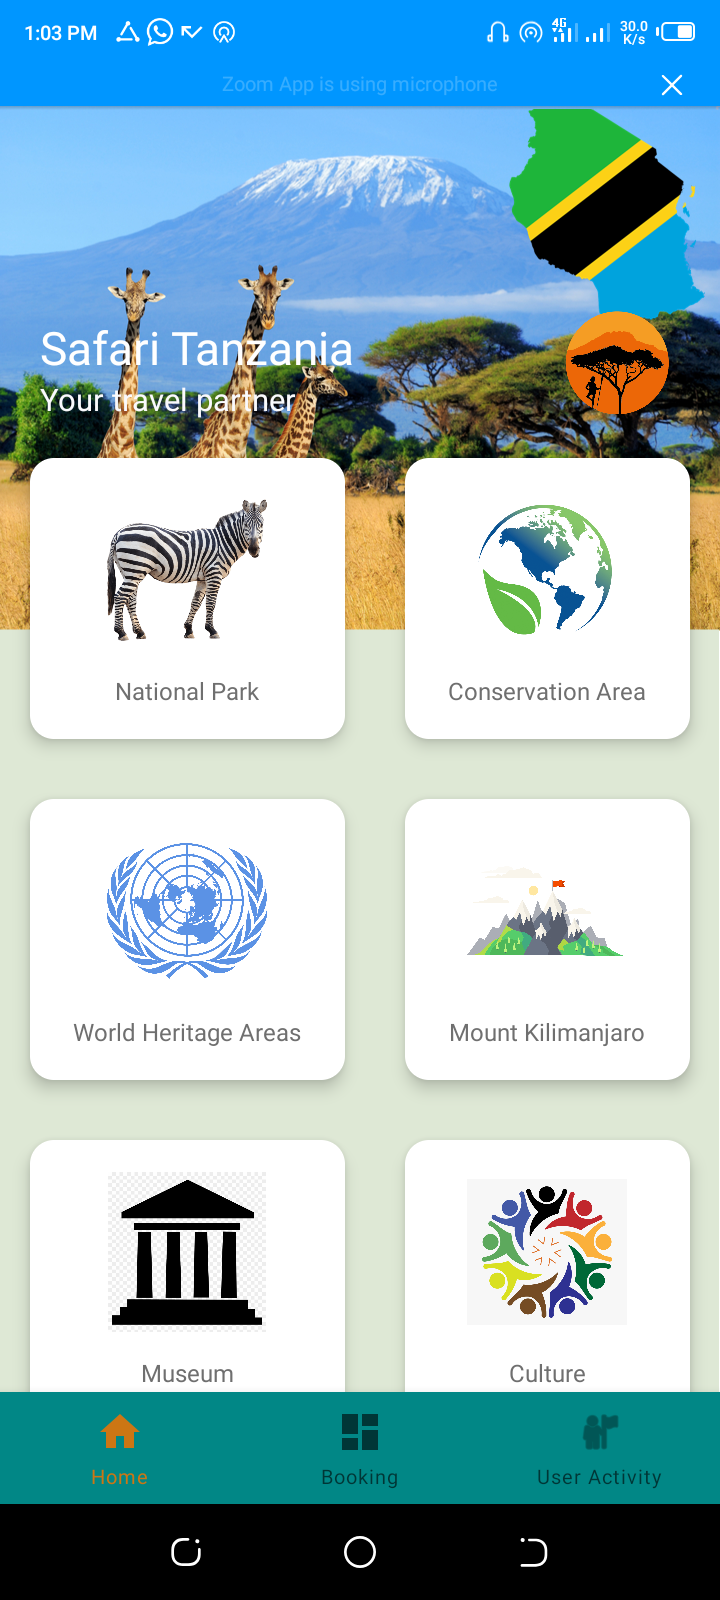 1:03 PM
4G
30.0
K/s
Zoom App is using microphone
Safari Tanzania
Your travel partner
National Park
Conservation Area
World Heritage Areas
Mount Kilimanjaro
Museum
Culture
Home
Booking
User Activity